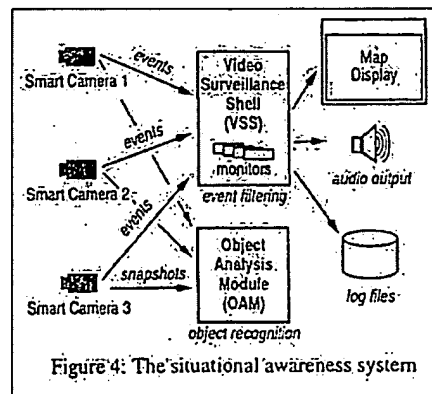 events
Smart Camera 1
events
Smart Camera 2
events
snapshots
Smart Camera 3
Video
Surveillance
Shell
(VSS)
monitors
event filtering
Object
Analysis
Module
(OAM)
object recognition
Map
Display
audio output
log files
Figure 4: The situational awareness system